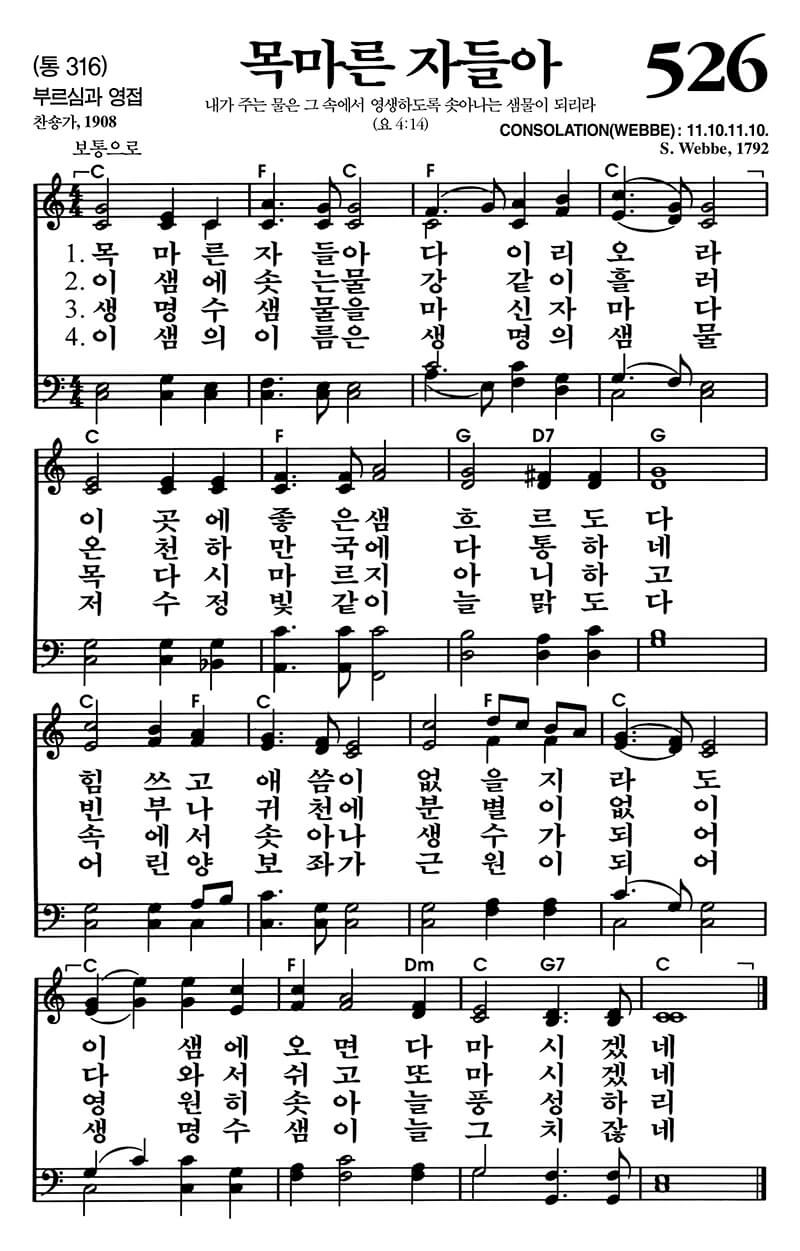 (통 316)
목마른 자들아
526
부르심과 영접
내가 주는 물은 그 속에서 영생하도록 솟아나는 샘물이 되리라
찬송가, 1908
(요 4:14)
CONSOLATION(WEBBE) : 11.10.11.10.
보통으로
S. Webbe, 1792
C F C F C
1. 목 마 른 자 들아 다 이 리 오 라
2. 이 샘 에 솟 는물 강 같 이 흘 러
3. 생 명 수 샘 물을 마 신 자 마 다
4. 이 샘 의 이 름은 생 명 의 샘 물
C F G D7 G
이 곳 에 좋 은샘 흐 르 도 다
온 천 하 만 국에 다 통 하 네
목 다 시 마 르지 아 니 하 고
저 수 정 빛 같이 늘 맑 도 다
C F C F C
힘 쓰 고 애 씀이 없 을 지 라 도
빈 부 나 귀 천에 분 별 이 없 이
속 에 서 솟 아나 생 수 가 되 어
어 린 양 보 좌가 근 원 이 되 어
C F Dm C G7 C
이 샘 에 오 면 다 마 시 겠 네
다 와 서 쉬 고 또 마 시 겠 네
영 원 히 솟 아 늘 풍 성 하 리
생 명 수 샘 이 늘 그 치 잖 네